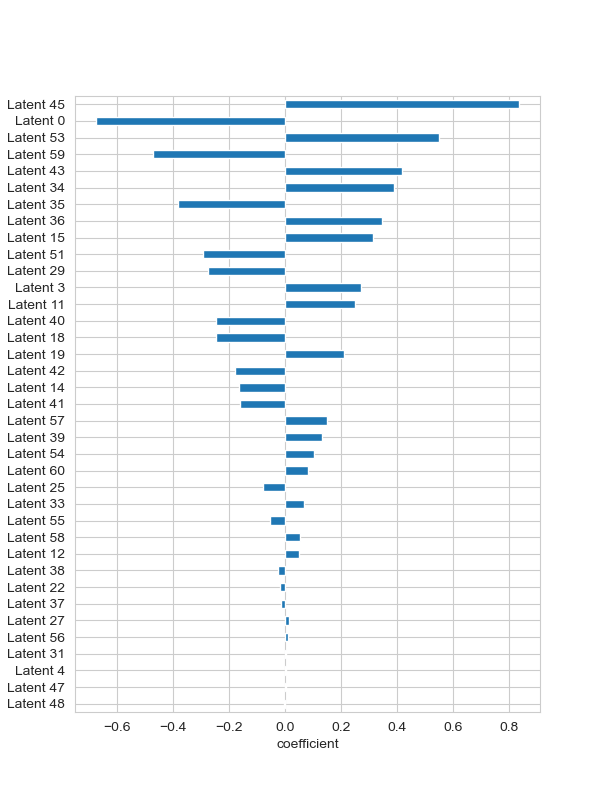 Latent 45
Latent 0
Latent 53
Latent 59
Latent 43
Latent 34
Latent 35
Latent 36
Latent 15
Latent 51
Latent 29
Latent 3
Latent 11
Latent 40
Latent 18
Latent 19
Latent 42
Latent 14
Latent 41
Latent 57
Latent 39
Latent 54
Latent 60
Latent 25
Latent 33
Latent 55
Latent 58
Latent 12
Latent 38
Latent 22
Latent 37
Latent 27
Latent 56
Latent 31
Latent 4
Latent 47
Latent 48
−0.6 −0.4 −0.2 0.0 0.2 0.4 0.6 0.8
coefficient